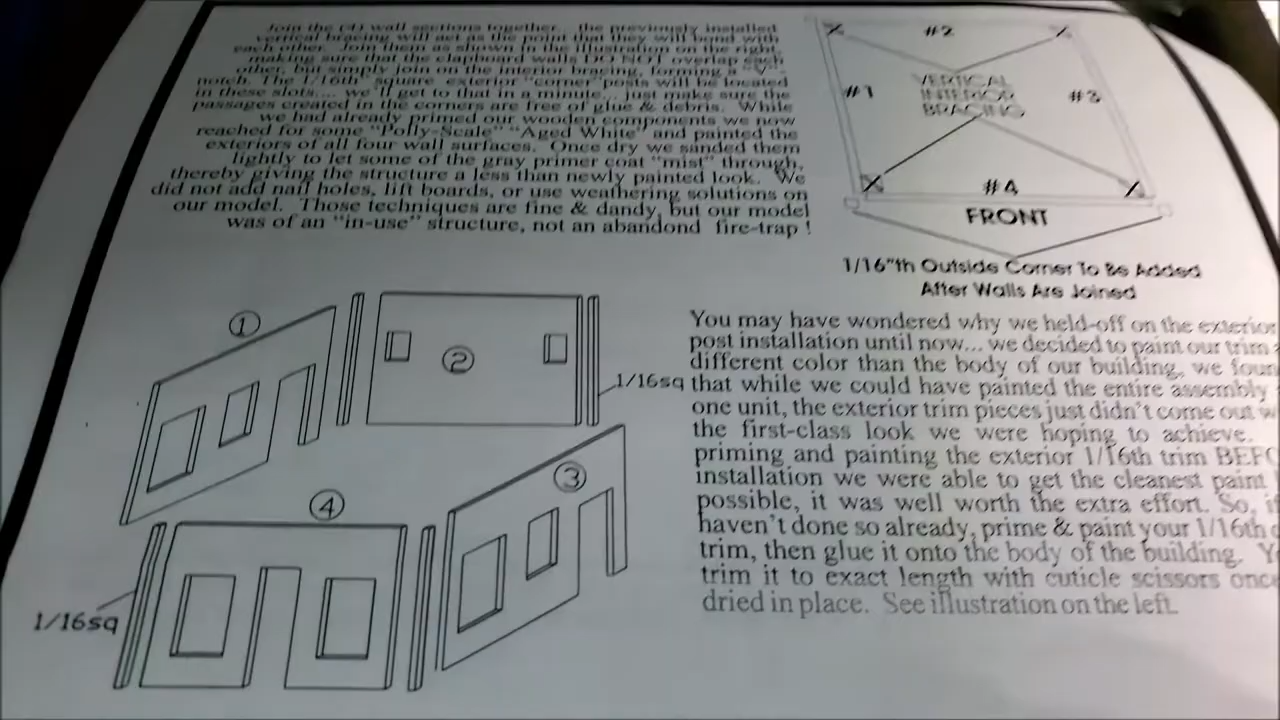 Join the (4) wall sections together... the previously installed
vertical bracing will act as the joint that they will bond with
each other. Join them as shown in the illustration on the right,
making sure that the clapboard walls DO NOT overlap each
other, but simply join on the interior bracing, forming a "V"-
notch. The 1/16th" square exterior "corner" posts will be located
in these slots.... we'll get to that in a minute... just make sure the
passages created in the corners are free of glue & debris. While
we had already primed our wooden components we now
reached for some "Polly-Scale" "Aged White" and painted the
exteriors of all four wall surfaces. Once dry we sanded them
lightly to let some of the gray primer coat "mist" through,
thereby giving the structure a less than newly painted look. We
did not add nail holes, lift boards, or use weathering solutions on
our model. Those techniques are fine & dandy, but our model
was of an "in-use" structure, not an abandond fire-trap !
#2
#1
VERTICAL
INTERIOR
BRACING
#3
#4
FRONT
1/16"th Outside Corner To Be Added
After Walls Are Joined
1
2
1/16sq
3
4
1/16sq
You may have wondered why we held-off on the exterior
post installation until now... we decided to paint our trim a
different color than the body of our building, we foun
that while we could have painted the entire assembly
one unit, the exterior trim pieces just didn't come out w
the first-class look we were hoping to achieve.
priming and painting the exterior 1/16th trim BEFO
installation we were able to get the cleanest paint
possible, it was well worth the extra effort. So, if
haven't done so already, prime & paint your 1/16th
trim, then glue it onto the body of the building. Y
trim it to exact length with cuticle scissors once
dried in place. See illustration on the left.